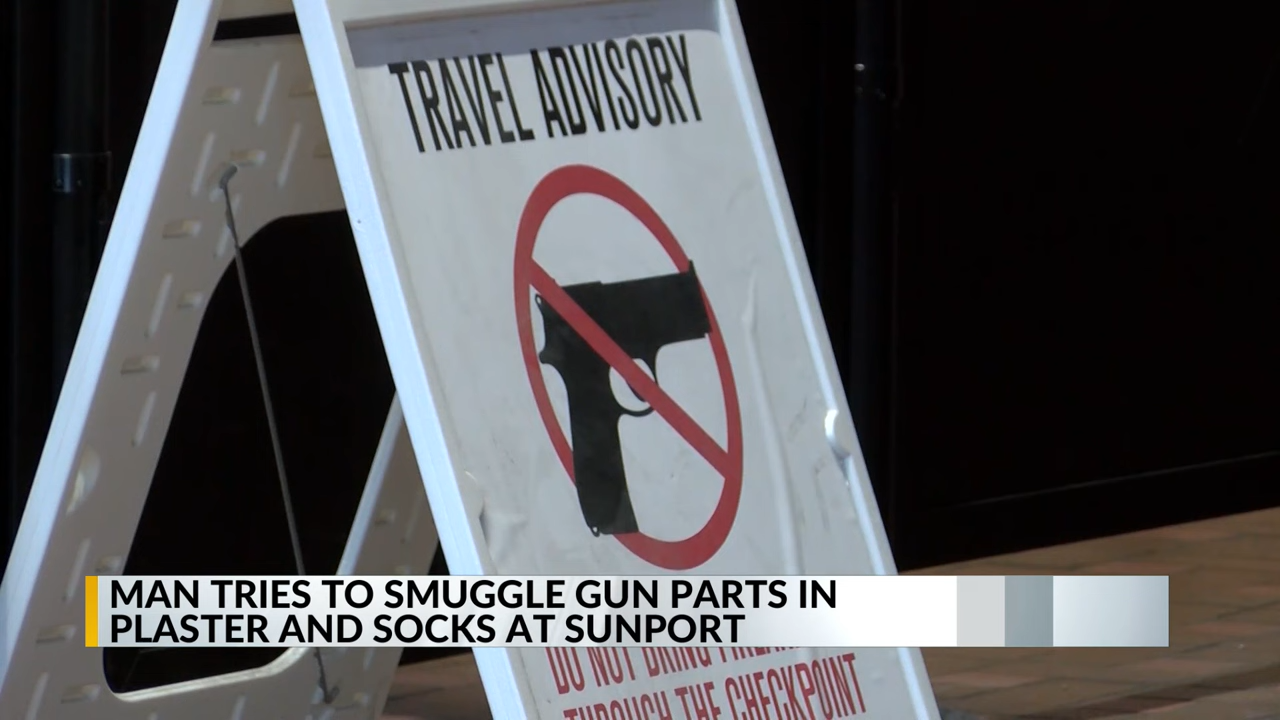 TRAVEL ADVISORY
MAN TRIES TO SMUGGLE GUN PARTS IN
PLASTER AND SOCKS AT SUNPORT
DO NOT BRING
THROUGH THE CHECKPOINT